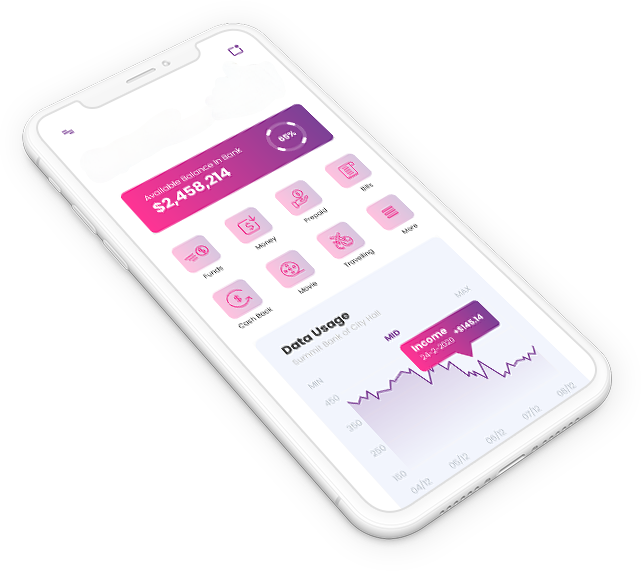 Available Balance in Bank
$2,458,214
65%
Funds
Money
Prepaid
Bills
Cash Back
Movie
Travelling
More
Data Usage
Summit Bank of City Hall
MIN
MID
MAX
Income
24-2-2020
+$145.14
450
350
250
150
04/12
05/12
06/12
07/12
08/12